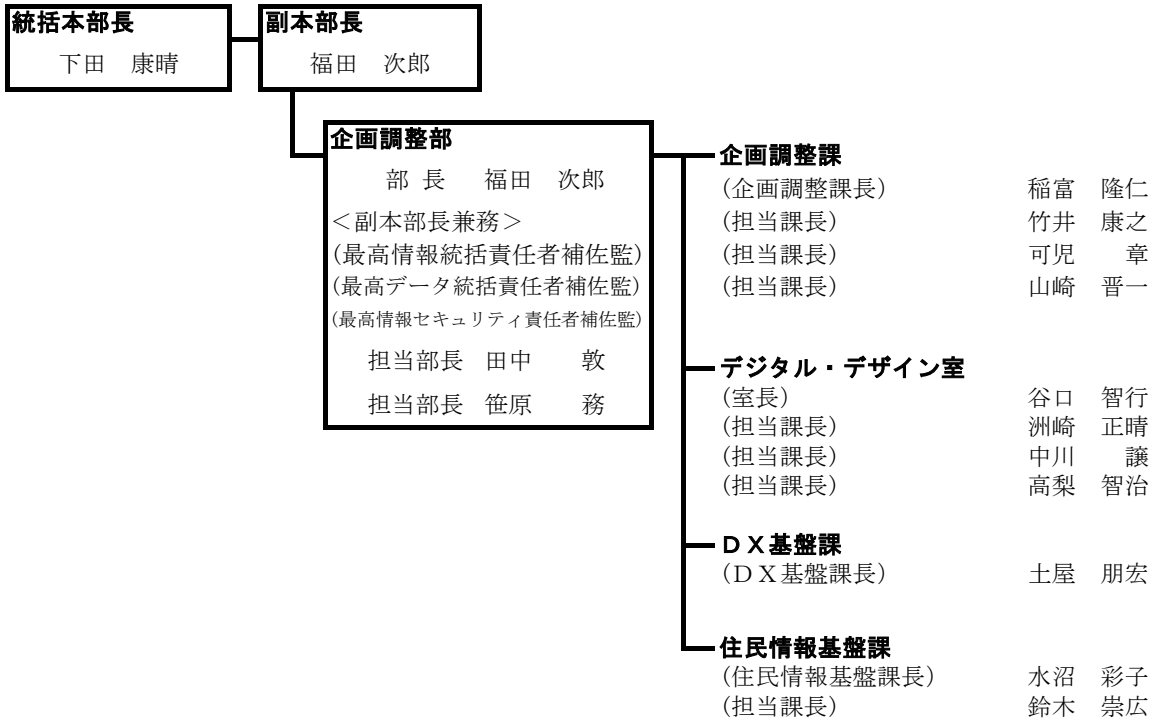 統括本部長
下田　康晴
副本部長
福田　次郎
企画調整部
部 長　福田　次郎
＜副本部長兼務＞
(最高情報統括責任者補佐監)
(最高データ統括責任者補佐監)
(最高情報セキュリティ責任者補佐監)
担当部長　田中　　敦
担当部長　笹原　　務
企画調整課
(企画調整課長)　稲富　隆仁
(担当課長)　竹井　康之
(担当課長)　可児　　章
(担当課長)　山崎　晋一
デジタル・デザイン室
(室長)　谷口　智行
(担当課長)　洲崎　正晴
(担当課長)　中川　　譲
(担当課長)　高梨　智治
ＤＸ基盤課
(ＤＸ基盤課長)　土屋　朋宏
住民情報基盤課
(住民情報基盤課長)　水沼　彩子
(担当課長)　鈴木　崇広